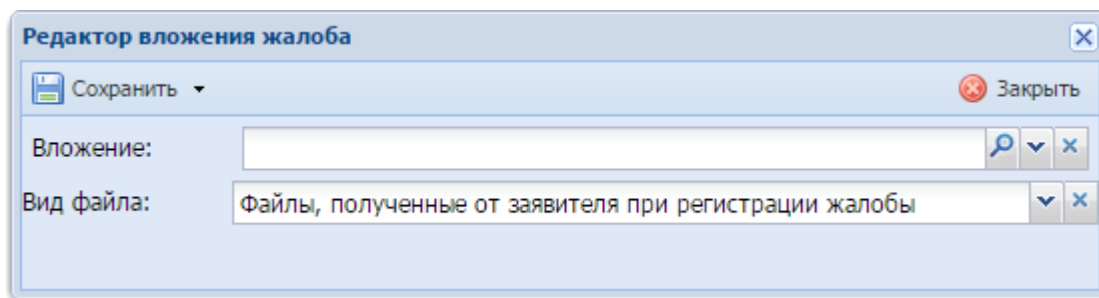 Редактор вложения жалоба
Сохранить Закрыть
Вложение:
Вид файла: Файлы, полученные от заявителя при регистрации жалобы